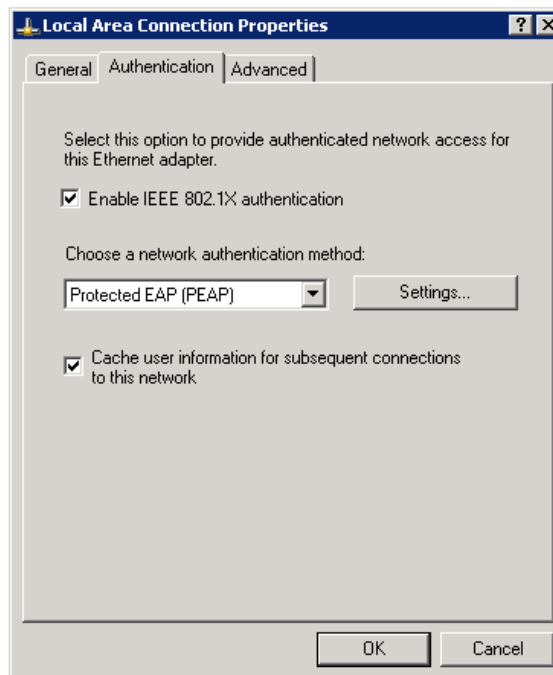 Local Area Connection Properties
General Authentication Advanced
Select this option to provide authenticated network access for
this Ethernet adapter.
Enable IEEE 802.1X authentication
Choose a network authentication method:
Protected EAP (PEAP) Settings...
Cache user information for subsequent connections
to this network
OK Cancel